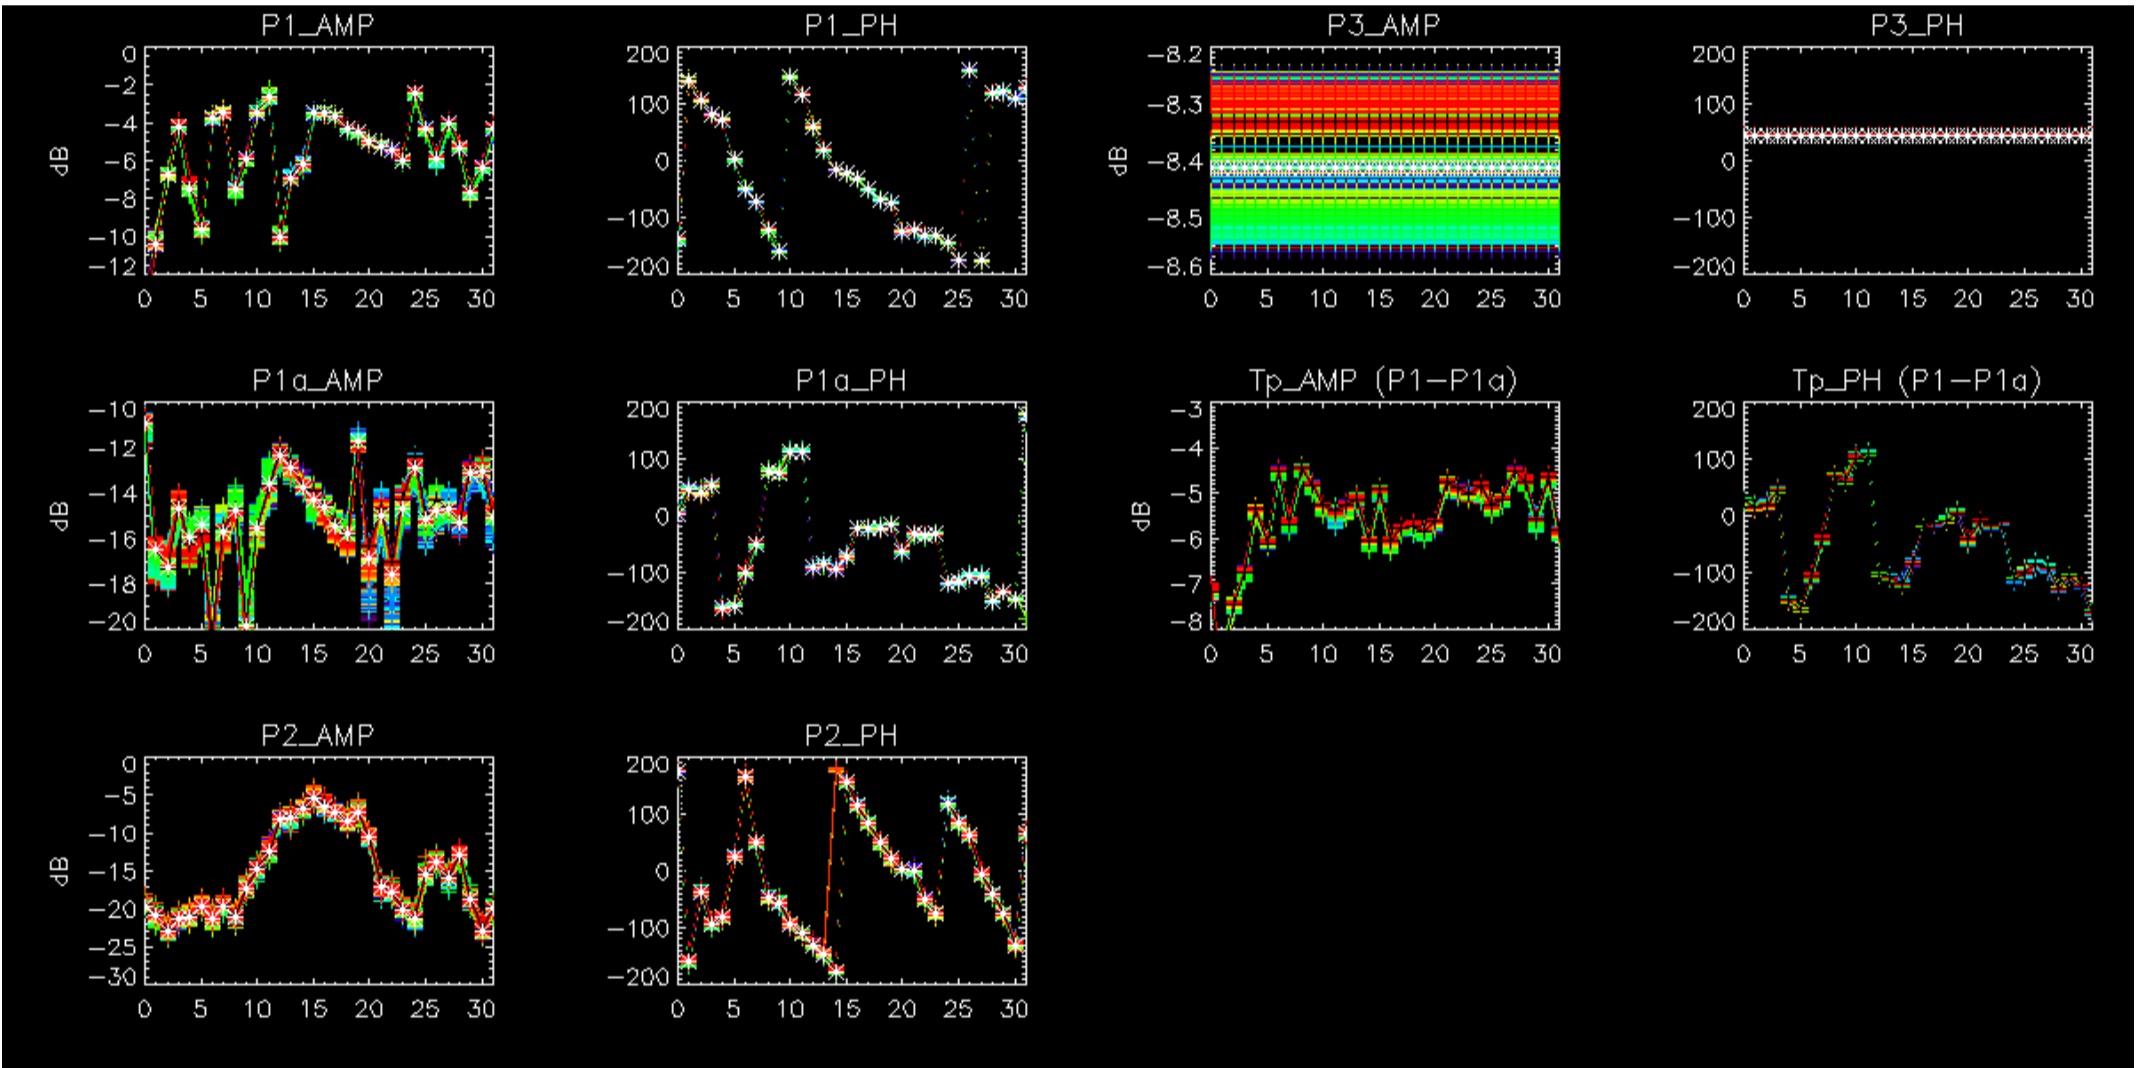 P1_AMP
P1_PH
P3_AMP
P3_PH
0
-2
-4
-6
-8
-10
-12
dB
0 5 10 15 20 25 30
200
100
0
-100
-200
0 5 10 15 20 25 30
-8.2
-8.3
-8.4
-8.5
-8.6
dB
0 5 10 15 20 25 30
200
100
0
-100
-200
0 5 10 15 20 25 30
P1a_AMP
P1a_PH
Tp_AMP (P1-P1a)
Tp_PH (P1-P1a)
-10
-12
-14
-16
-18
-20
dB
0 5 10 15 20 25 30
200
100
0
-100
-200
0 5 10 15 20 25 30
-3
-4
-5
-6
-7
-8
dB
0 5 10 15 20 25 30
200
100
0
-100
-200
0 5 10 15 20 25 30
P2_AMP
P2_PH
0
-5
-10
-15
-20
-25
-30
dB
0 5 10 15 20 25 30
200
100
0
-100
-200
0 5 10 15 20 25 30